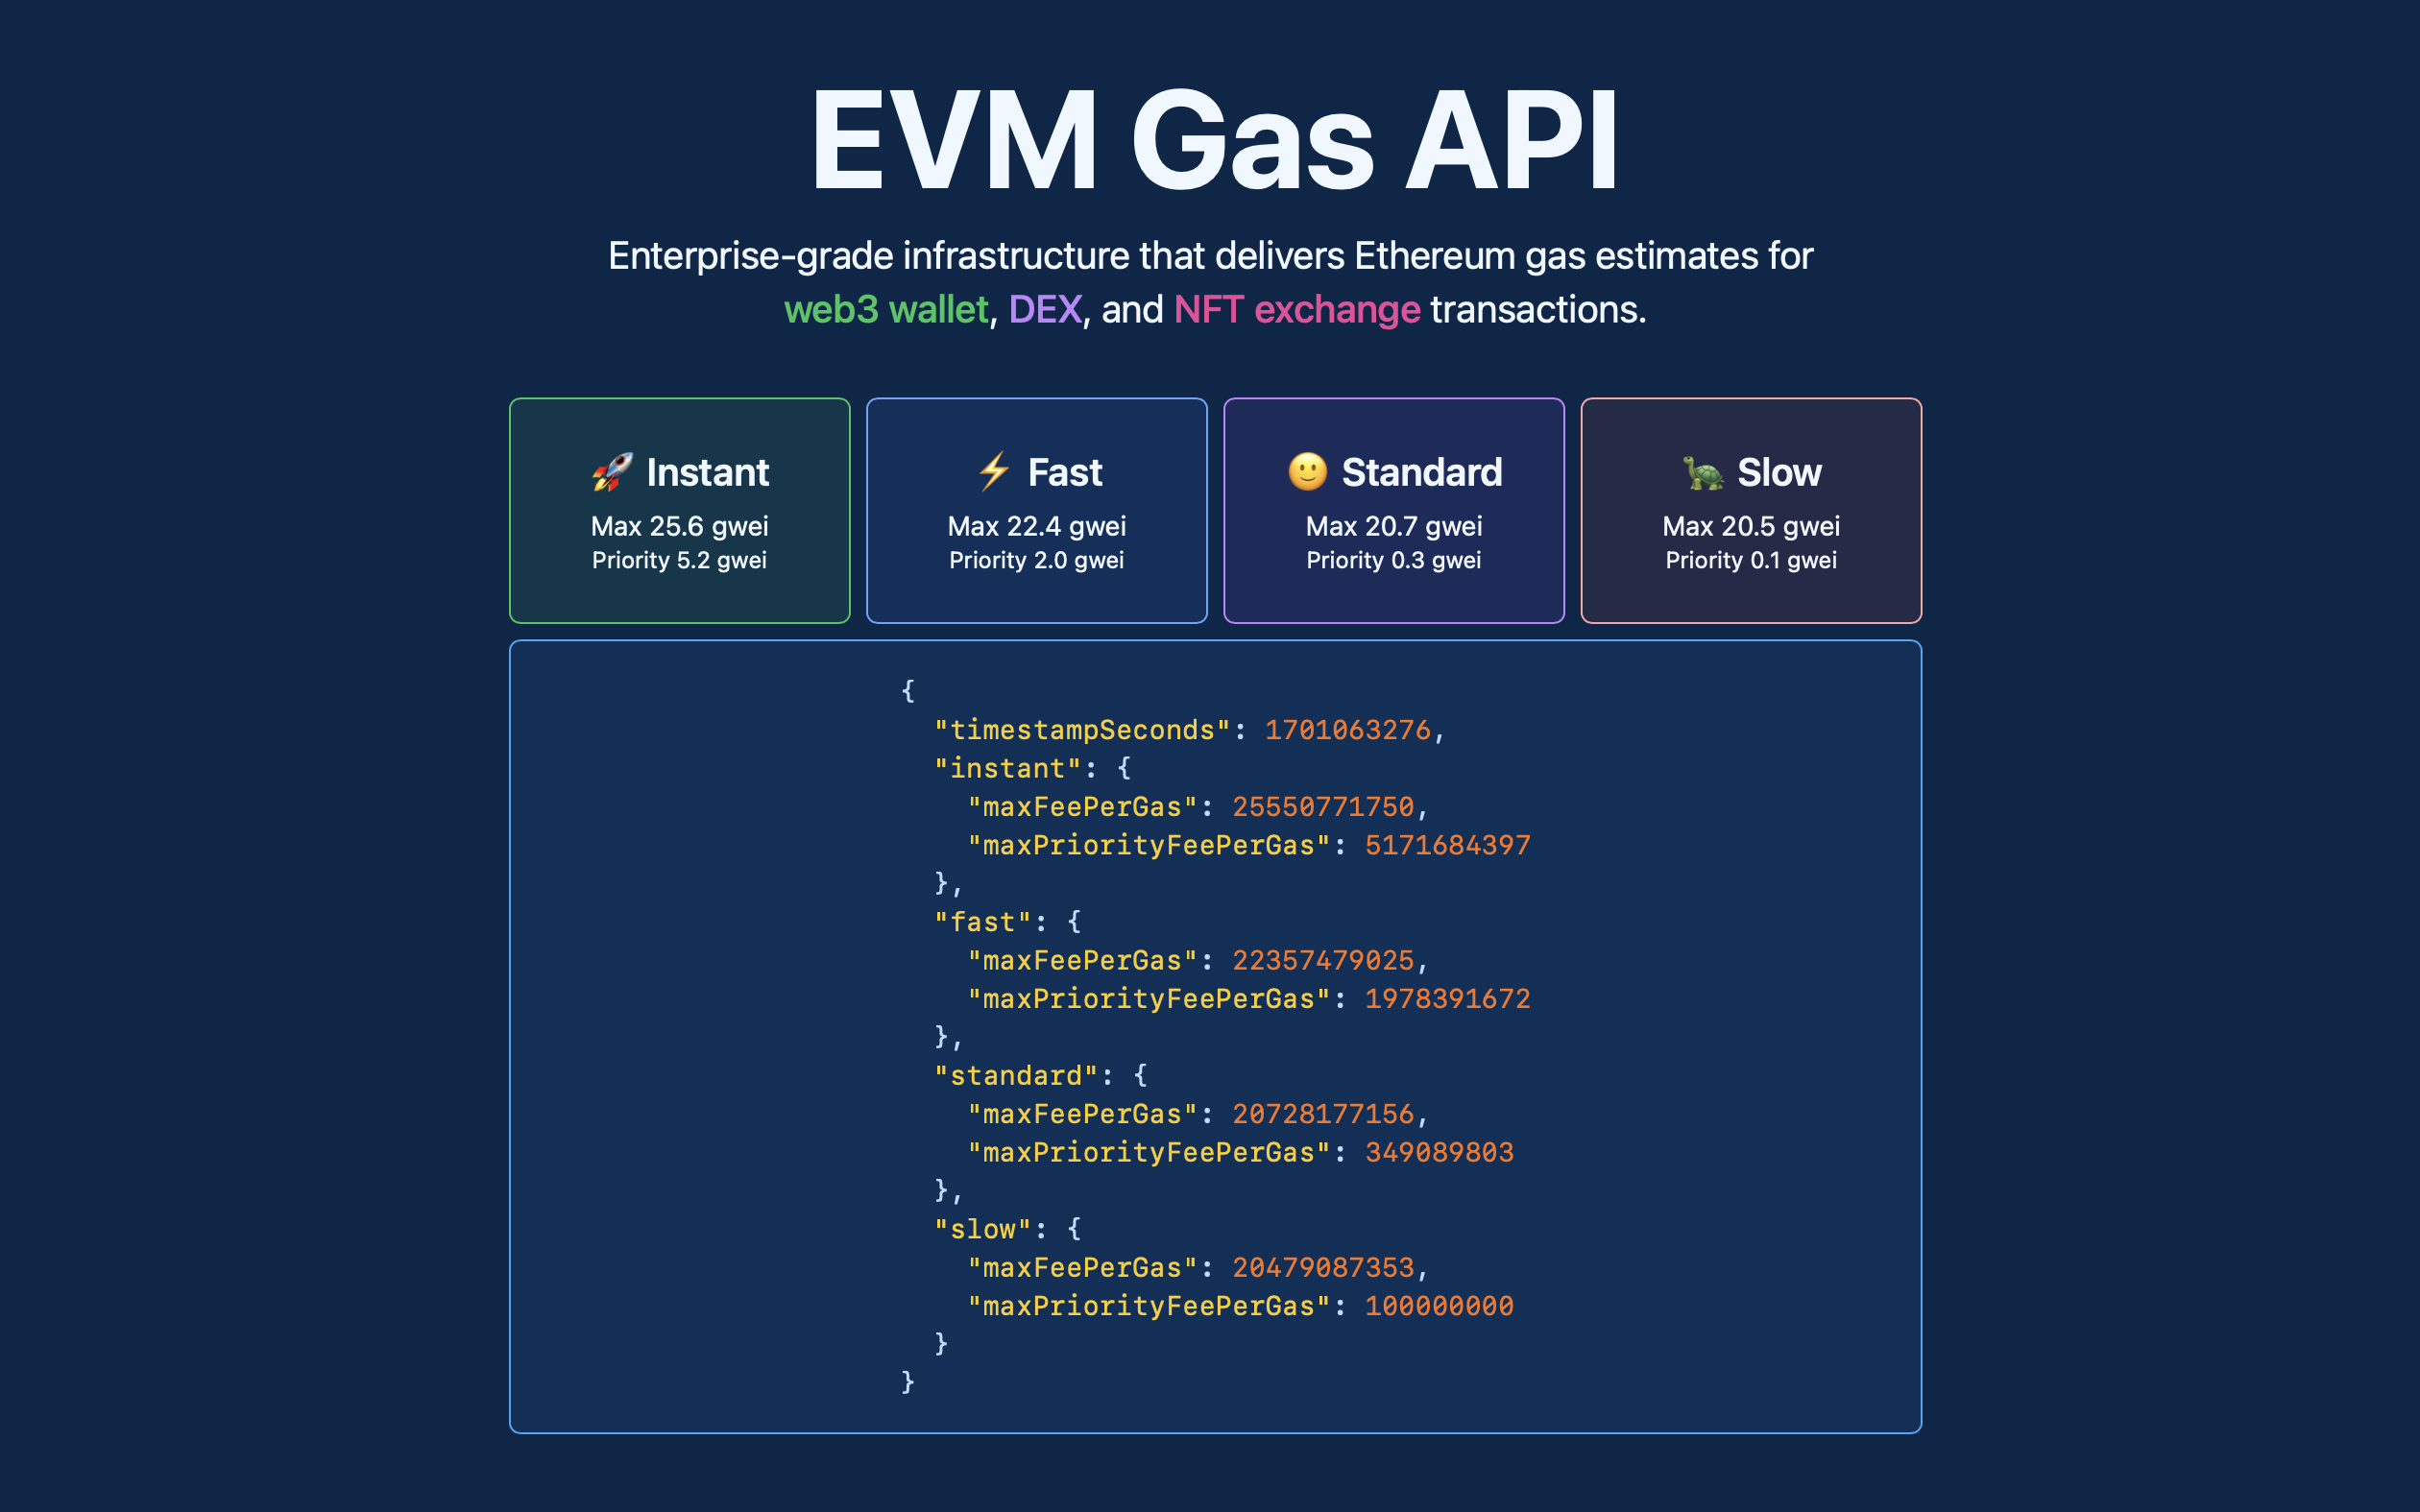 EVM Gas API
Enterprise-grade infrastructure that delivers Ethereum gas estimates for
web3 wallet, DEX, and NFT exchange transactions.
🚀 Instant
Max 25.6 gwei
Priority 5.2 gwei
⚡ Fast
Max 22.4 gwei
Priority 2.0 gwei
🙂 Standard
Max 20.7 gwei
Priority 0.3 gwei
🐢 Slow
Max 20.5 gwei
Priority 0.1 gwei
{
  "timestampSeconds": 1701063276,
  "instant": {
    "maxFeePerGas": 25550771750,
    "maxPriorityFeePerGas": 5171684397
  },
  "fast": {
    "maxFeePerGas": 22357479025,
    "maxPriorityFeePerGas": 1978391672
  },
  "standard": {
    "maxFeePerGas": 20728177156,
    "maxPriorityFeePerGas": 349089803
  },
  "slow": {
    "maxFeePerGas": 20479087353,
    "maxPriorityFeePerGas": 100000000
  }
}